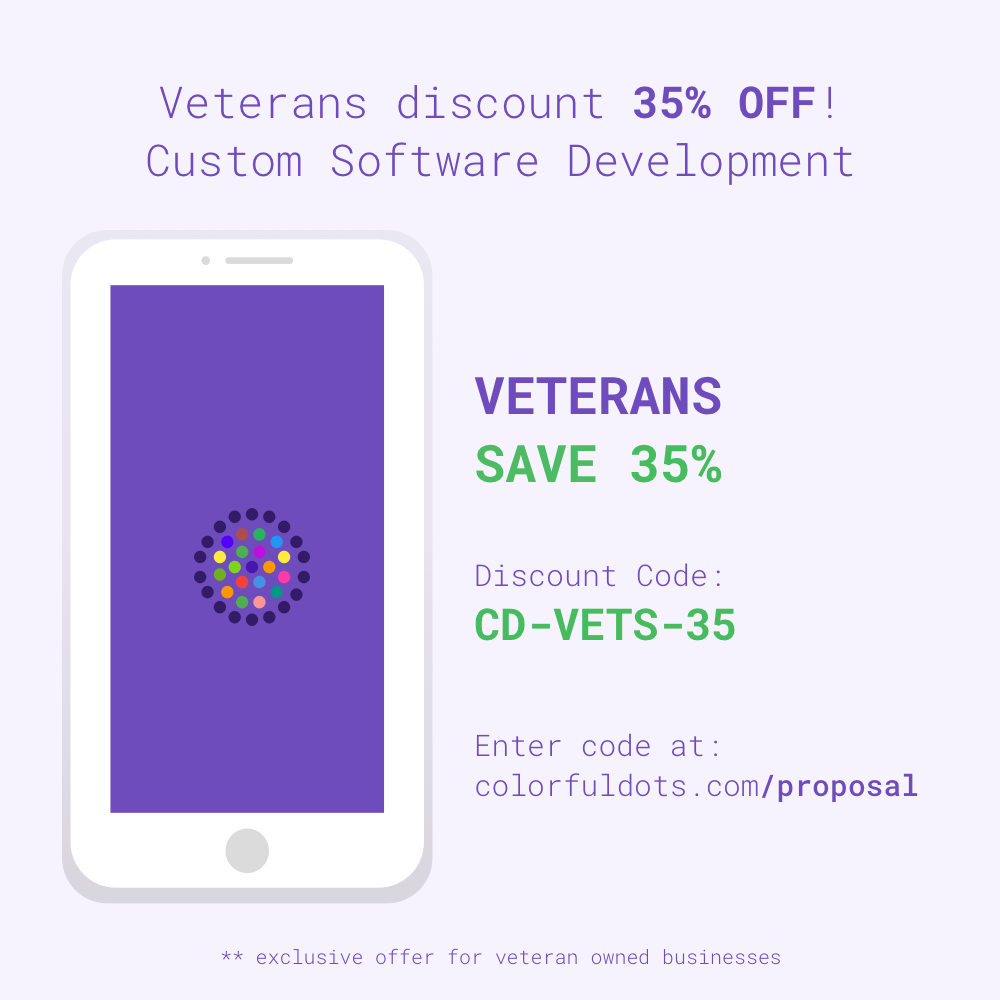 Veterans discount 35% OFF!
Custom Software Development
VETERANS
SAVE 35%
Discount Code:
CD-VETS-35
Enter code at:
colorfuldots.com/proposal
** exclusive offer for veteran owned businesses